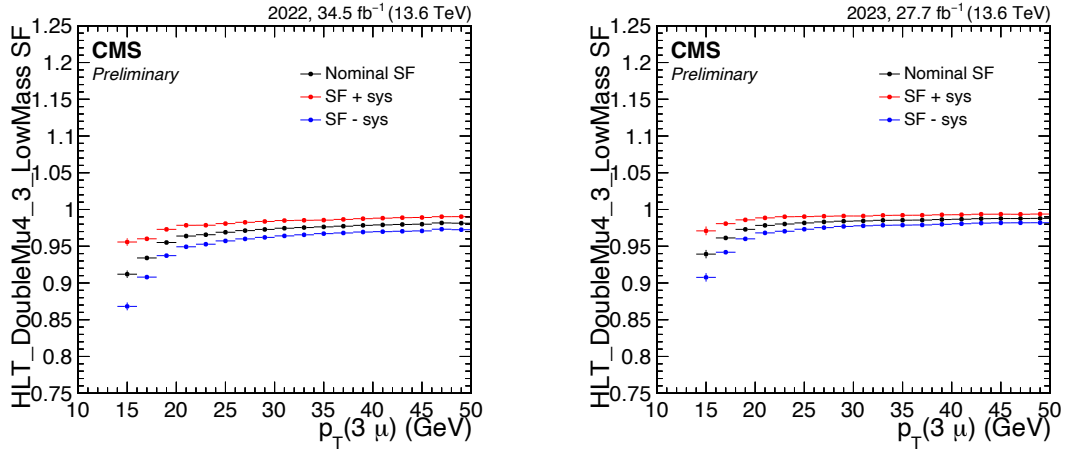 2022, 34.5 fb⁻¹ (13.6 TeV)
HLT_DoubleMu4_3_LowMass SF
1.25
1.2
1.15
1.1
1.05
1
0.95
0.9
0.85
0.8
0.75
CMS
Preliminary
Nominal SF
SF + sys
SF - sys
10 15 20 25 30 35 40 45 50
p_T(3 μ) (GeV)
2023, 27.7 fb⁻¹ (13.6 TeV)
HLT_DoubleMu4_3_LowMass SF
1.25
1.2
1.15
1.1
1.05
1
0.95
0.9
0.85
0.8
0.75
CMS
Preliminary
Nominal SF
SF + sys
SF - sys
10 15 20 25 30 35 40 45 50
p_T(3 μ) (GeV)